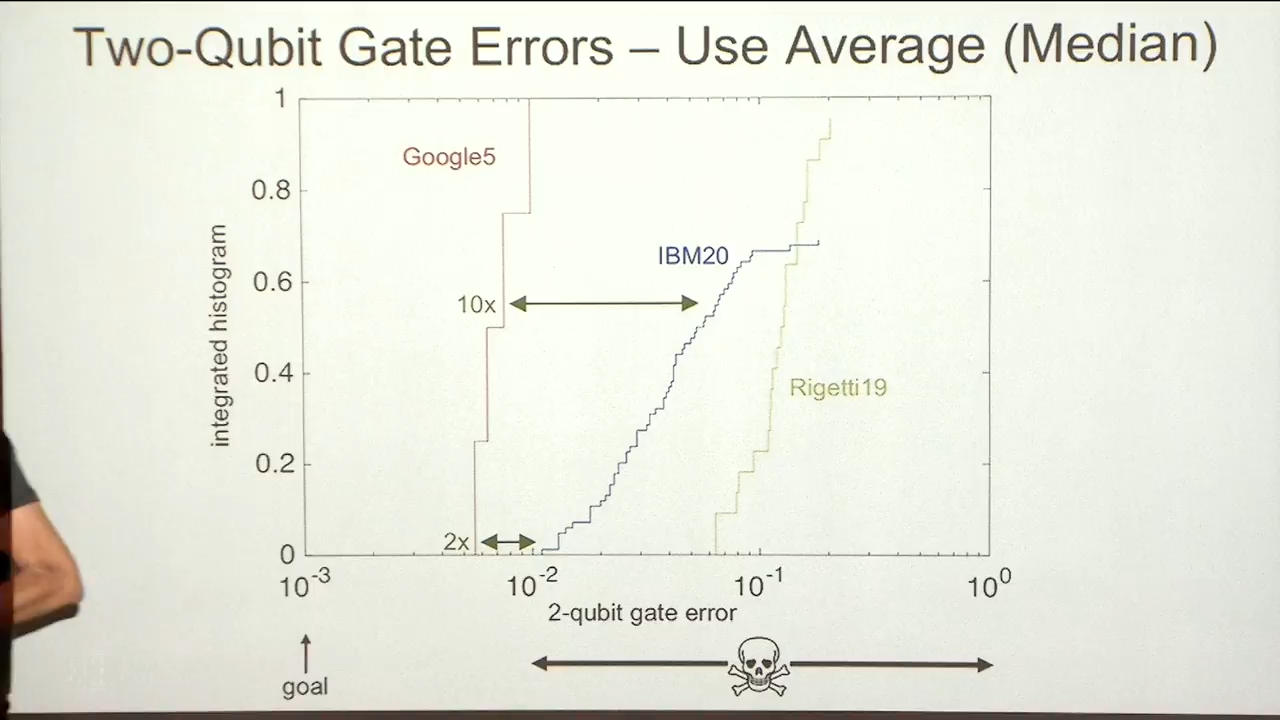 Two-Qubit Gate Errors – Use Average (Median)
1
Google5
0.8
IBM20
0.6
10x
0.4
Rigetti19
0.2
2x
0
10-3
10-2
10-1
100
integrated histogram
2-qubit gate error
goal